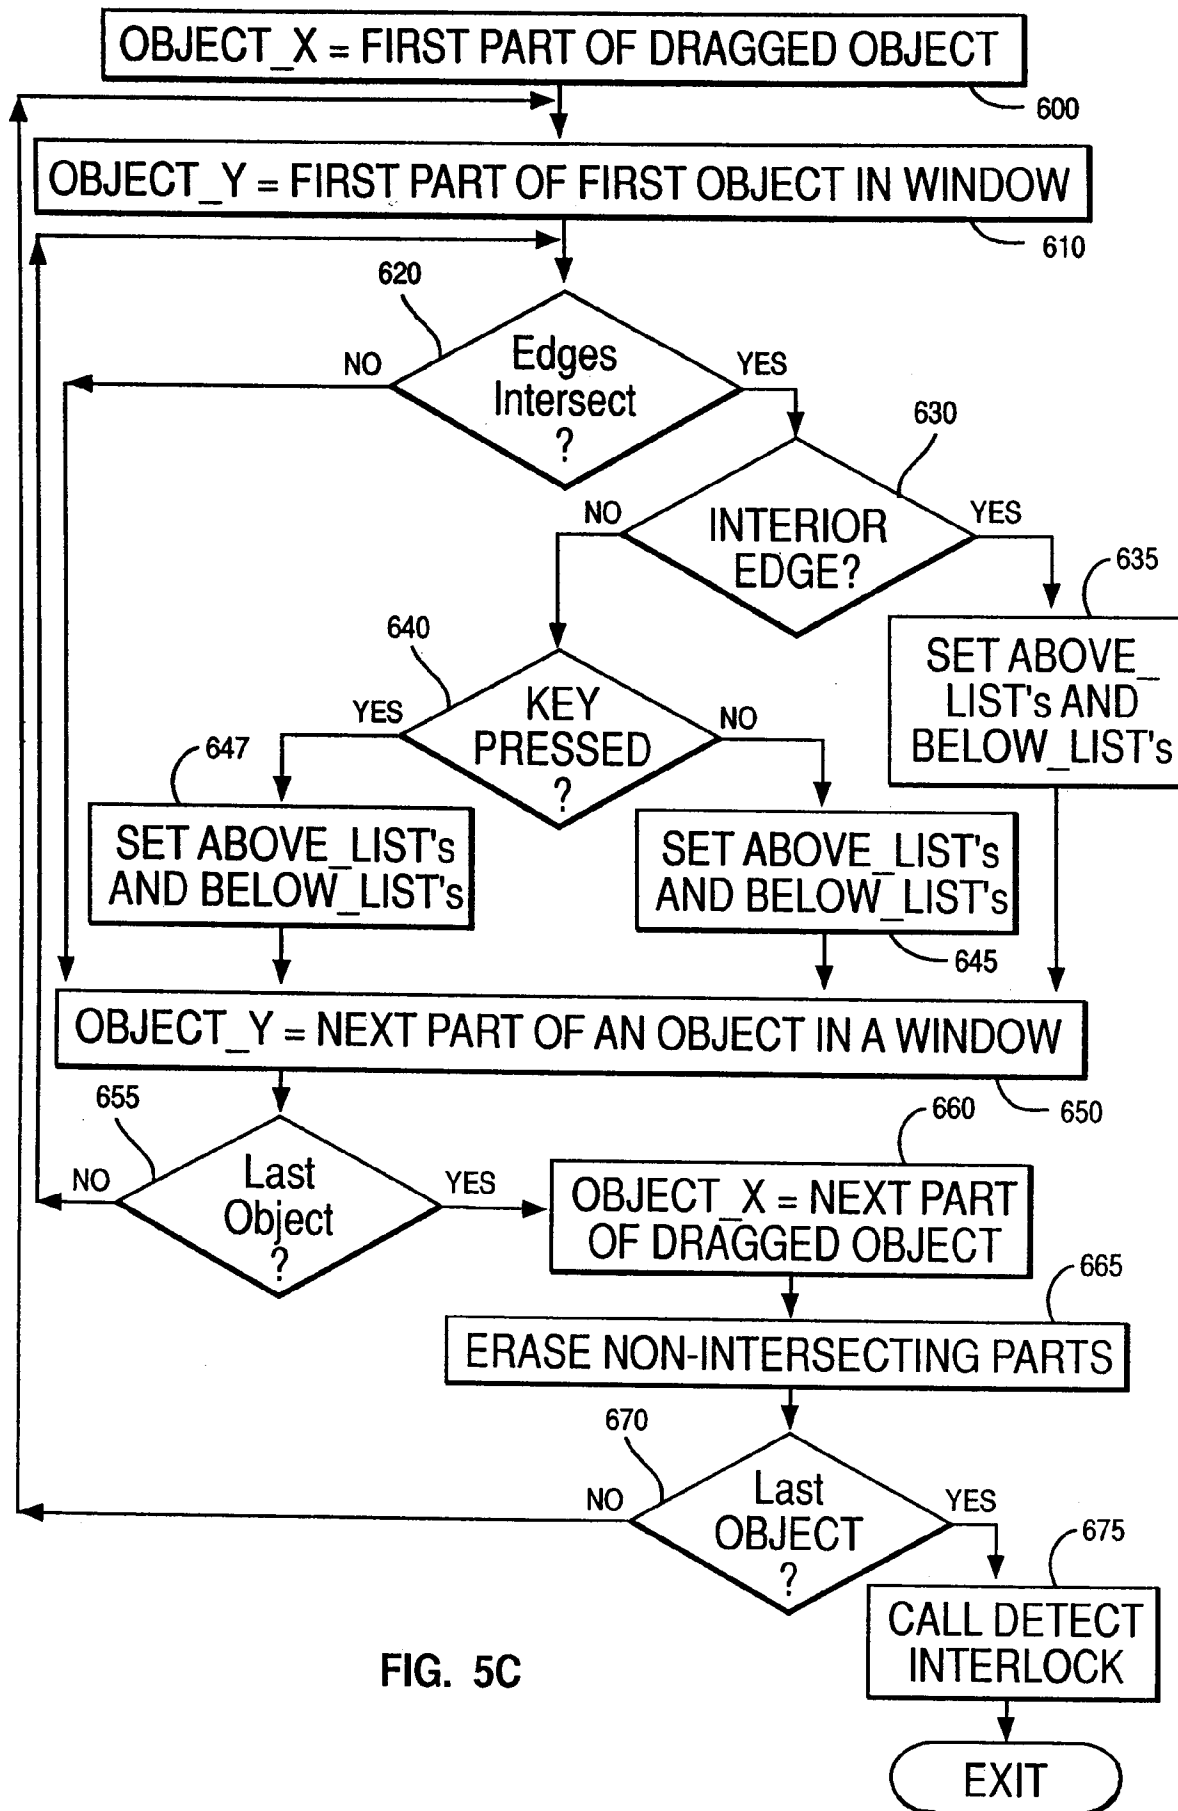 OBJECT_X = FIRST PART OF DRAGGED OBJECT
600
OBJECT_Y = FIRST PART OF FIRST OBJECT IN WINDOW
610
620
NO
Edges
Intersect
?
YES
630
NO
INTERIOR
EDGE?
YES
635
SET ABOVE_
LIST's AND
BELOW_LIST's
640
YES
KEY
PRESSED
?
NO
647
SET ABOVE_LIST's
AND BELOW_LIST's
SET ABOVE_LIST's
AND BELOW_LIST's
645
OBJECT_Y = NEXT PART OF AN OBJECT IN A WINDOW
650
655
NO
Last
Object
?
YES
660
OBJECT_X = NEXT PART
OF DRAGGED OBJECT
665
ERASE NON-INTERSECTING PARTS
670
NO
Last
OBJECT
?
YES
675
CALL DETECT
INTERLOCK
FIG. 5C
EXIT